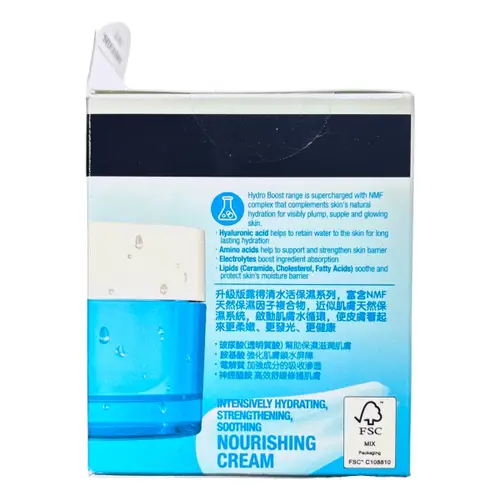 Hydro Boost range is supercharged with NMF
complex that complements skin's natural
hydration for visibly plump, supple and glowing
skin.
· Hyaluronic acid helps to retain water to the skin for long
lasting hydration
· Amino acids help to support and strengthen skin barrier
· Electrolytes boost ingredient absorption
· Lipids (Ceramide, Cholesterol, Fatty Acids) soothe and
protect skin's moisture barrier
升級版露得清水活保濕系列，富含NMF
天然保濕因子複合物，近似肌膚天然保
濕系統，啟動肌膚水循環，使皮膚看起
來更柔嫩、更發光、更健康
· 玻尿酸(透明質酸) 幫助保濕滋潤肌膚
· 胺基酸 強化肌膚鎖水屏障
· 電解質 加強成分的吸收滲透
· 神經醯胺 高效舒緩修護肌膚
INTENSIVELY HYDRATING,
STRENGTHENING,
SOOTHING
NOURISHING
CREAM
FSC
MIX
Packaging
FSC™ C108810